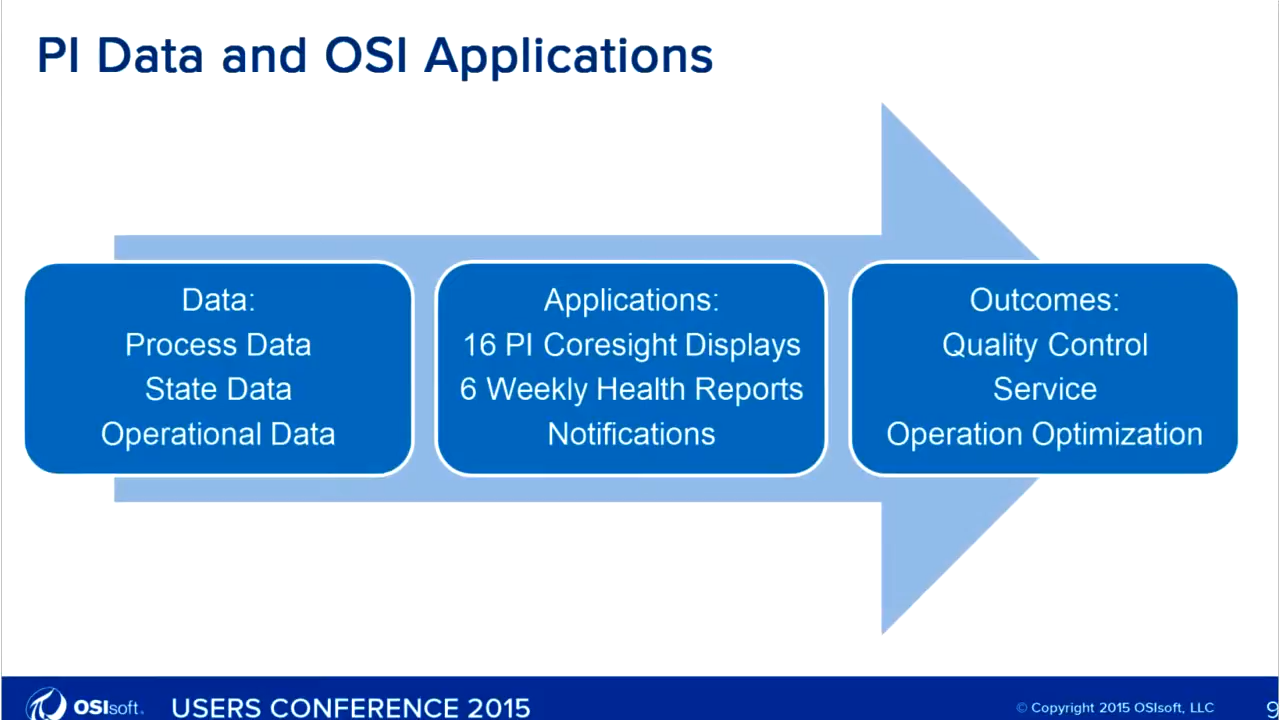 PI Data and OSI Applications
Data:
Process Data
State Data
Operational Data
Applications:
16 PI Coresight Displays
6 Weekly Health Reports
Notifications
Outcomes:
Quality Control
Service
Operation Optimization
OSIsoft. USERS CONFERENCE 2015
© Copyright 2015 OSIsoft, LLC 9